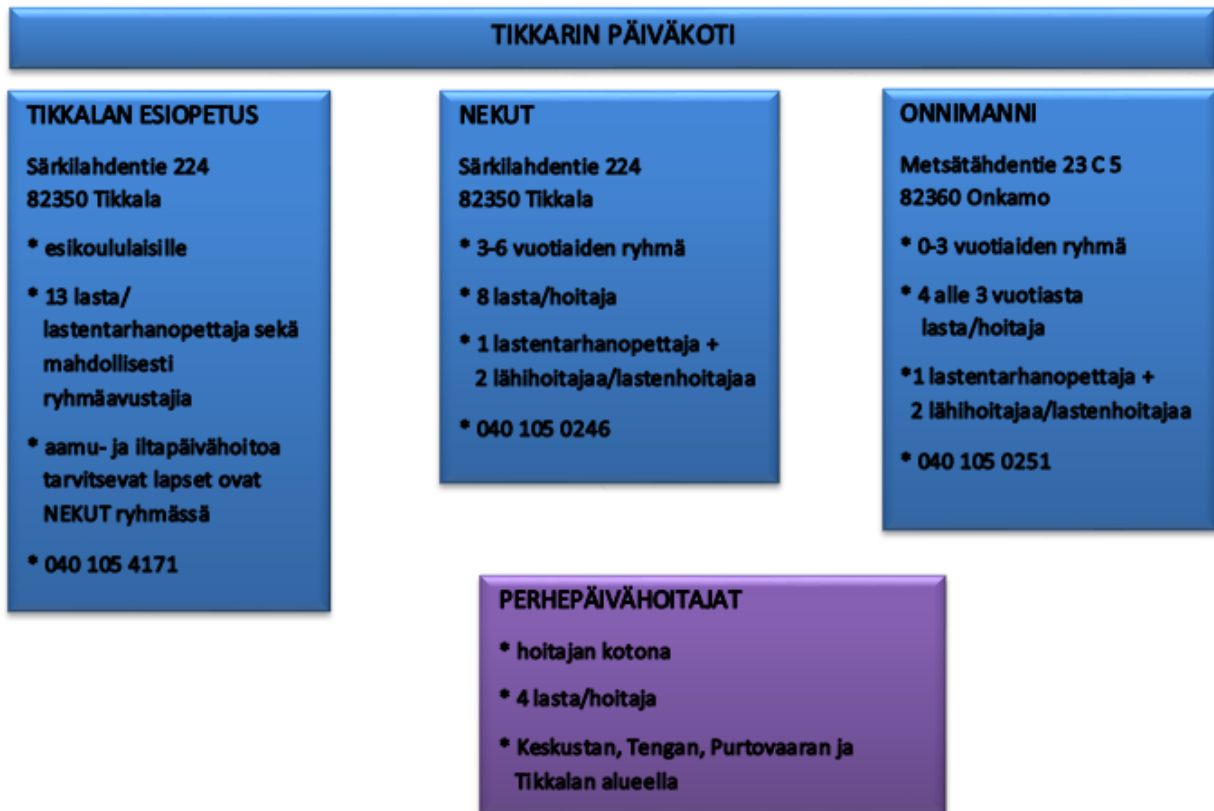 TIKKARIN PÄIVÄKOTI
TIKKALAN ESIOPETUS
Särkilahdentie 224
82350 Tikkala
* esikoululaisille
* 13 lasta/
lastentarhanopettaja sekä
mahdollisesti
ryhmäavustajia
* aamu- ja iltapäivähoitoa
tarvitsevat lapset ovat
NEKUT ryhmässä
* 040 105 4171
NEKUT
Särkilahdentie 224
82350 Tikkala
* 3-6 vuotiaiden ryhmä
* 8 lasta/hoitaja
* 1 lastentarhanopettaja +
2 lähihoitajaa/lastenhoitajaa
* 040 105 0246
ONNIMANNI
Metsätähdentie 23 C 5
82360 Onkamo
* 0-3 vuotiaiden ryhmä
* 4 alle 3 vuotiasta
lasta/hoitaja
*1 lastentarhanopettaja +
2 lähihoitajaa/lastenhoitajaa
* 040 105 0251
PERHEPÄIVÄHOITAJAT
* hoitajan kotona
* 4 lasta/hoitaja
* Keskustan, Tengan, Purtovaaran ja
Tikkalan alueella